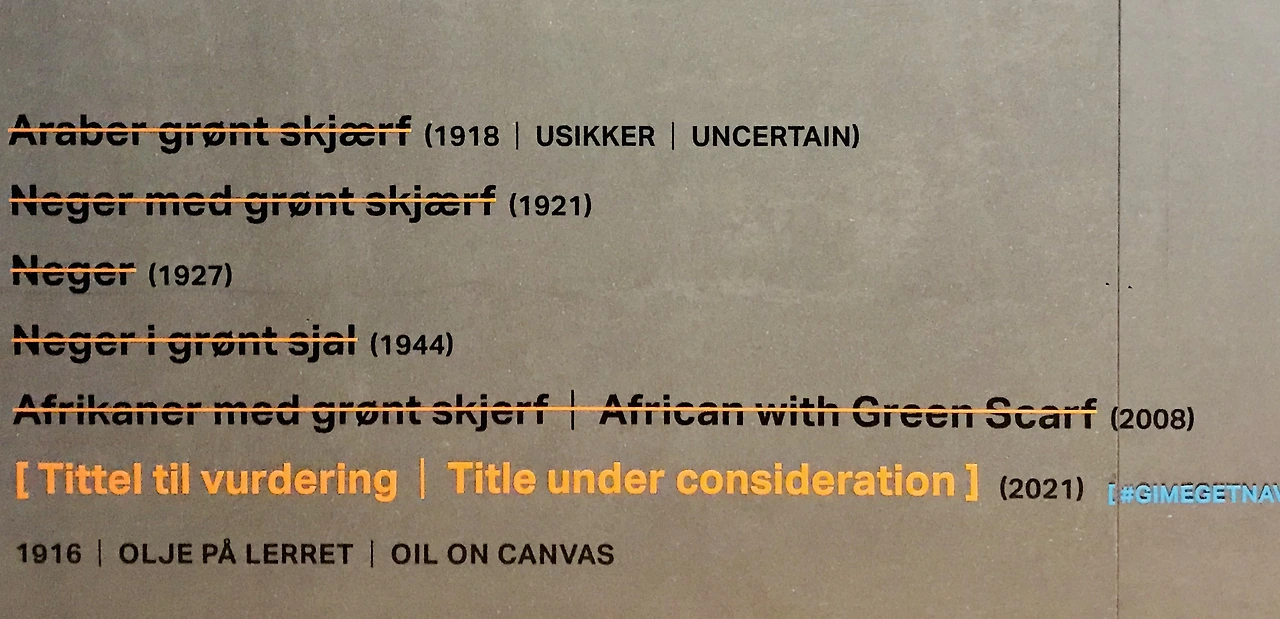 Araber grønt skjærf (1918 | USIKKER | UNCERTAIN)
Neger med grønt skjærf (1921)
Neger (1927)
Neger i grønt sjal (1944)
Afrikaner med grønt skjerf | African with Green Scarf (2008)
[ Tittel til vurdering | Title under consideration ] (2021) [ #GIMEGETNAV
1916 | OLJE PÅ LERRET | OIL ON CANVAS